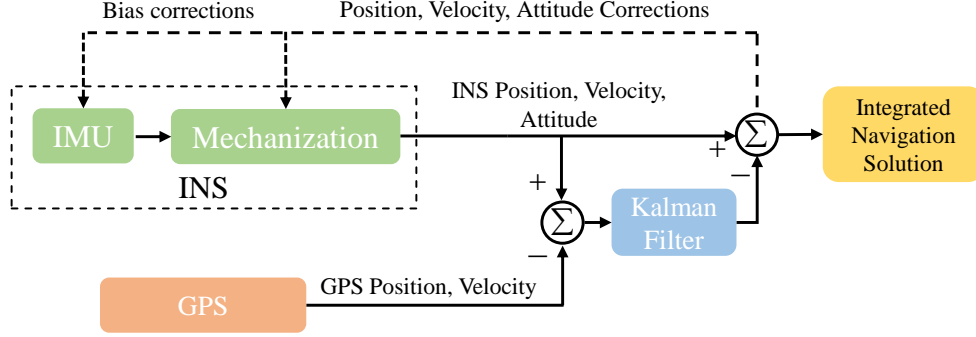 Bias corrections
Position, Velocity, Attitude Corrections
IMU
Mechanization
INS
INS Position, Velocity,
Attitude
+
−
Σ
Integrated
Navigation
Solution
+
−
Σ
Kalman
Filter
GPS
GPS Position, Velocity